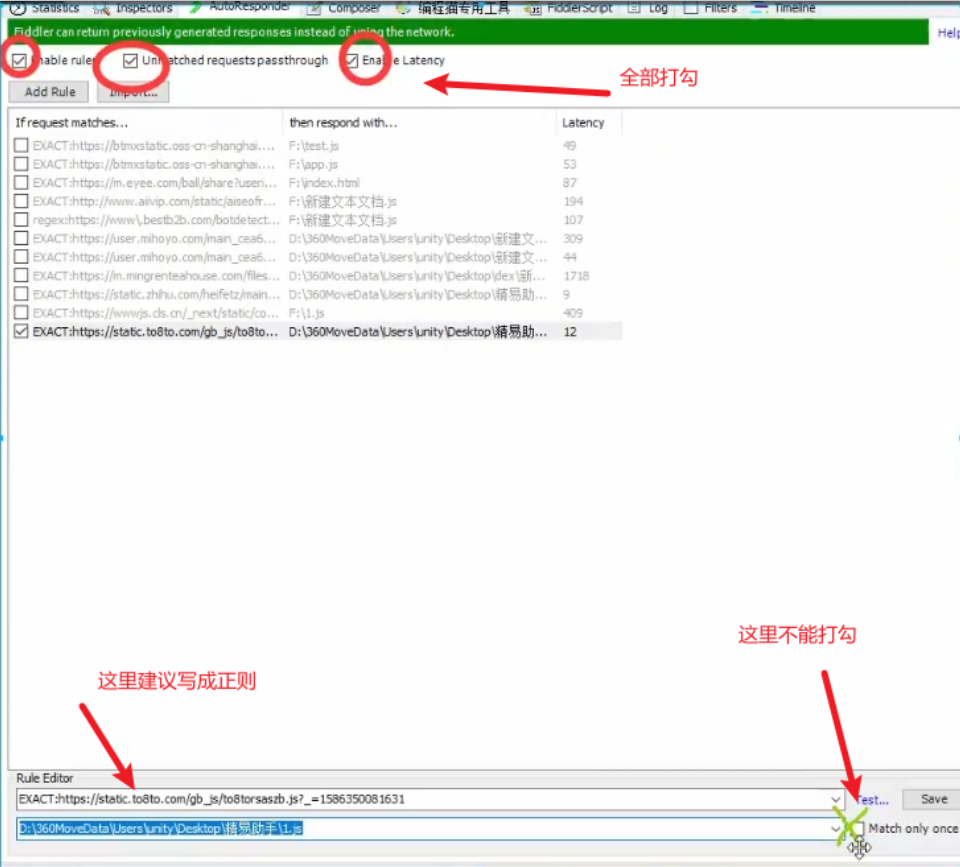 Statistics Inspectors AutoResponder Composer 编程猫专用工具 FiddlerScript Log Filters Timeline
Fiddler can return previously generated responses instead of using the network. Help
Enable rules Unmatched requests passthrough Enable Latency
全部打勾
Add Rule Import...
If request matches... then respond with... Latency
EXACT:https://btmxstatic.oss-cn-shanghai.... F:\test.js 49
EXACT:https://btmxstatic.oss-cn-shanghai.... F:\app.js 53
EXACT:https://m.eyee.com/ball/share?useri... F:\index.html 87
EXACT:http://www.aiivip.com/static/aiseofr... F:\新建文本文档.js 194
regex:https://www\.bestb2b.com/botdetect... F:\新建文本文档.js 107
EXACT:https://user.mihoyo.com/main_cea6... D:\360MoveData\Users\unity\Desktop\新建文... 309
EXACT:https://user.mihoyo.com/main_cea6... D:\360MoveData\Users\unity\Desktop\新建文... 44
EXACT:https://m.mingrenteahouse.com/files... D:\360MoveData\Users\unity\Desktop\dex\新... 1718
EXACT:https://static.zhihu.com/heifetz/main... D:\360MoveData\Users\unity\Desktop\精易助... 9
EXACT:https://wwwjs.cls.cn/_next/static/co... F:\1.js 409
EXACT:https://static.to8to.com/gb_js/to8to... D:\360MoveData\Users\unity\Desktop\精易助... 12
这里不能打勾
这里建议写成正则
Rule Editor
EXACT:https://static.to8to.com/gb_js/to8torsaszb.js?_=1586350081631 Test... Save
D:\360MoveData\Users\unity\Desktop\精易助手\1.js Match only once